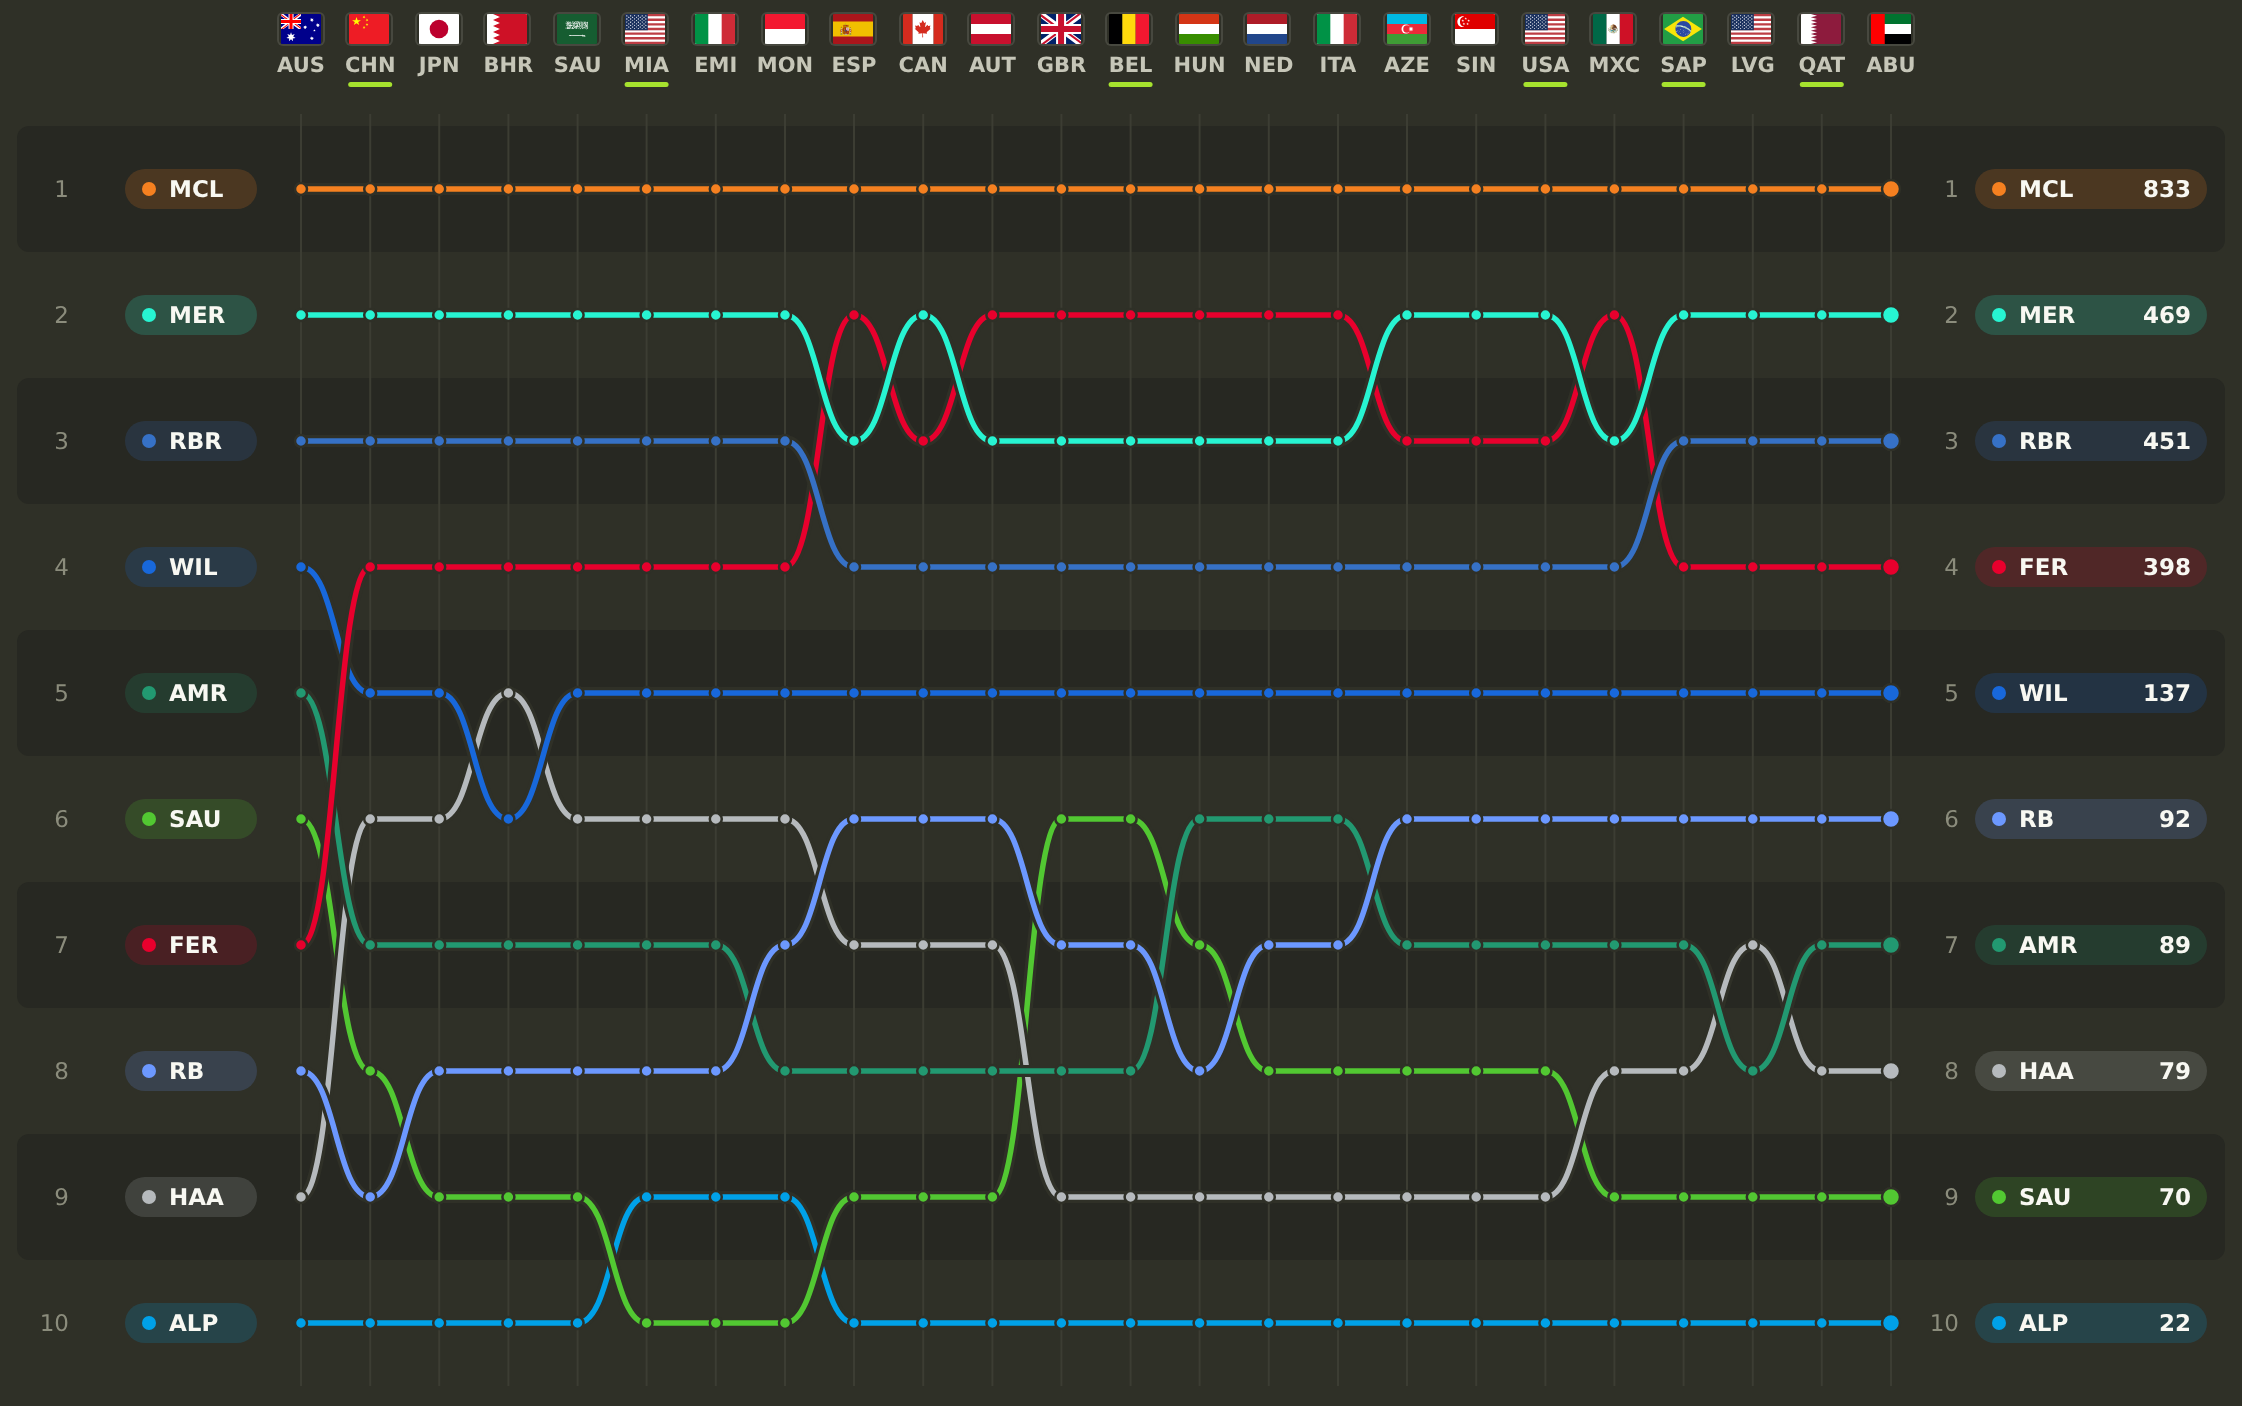 AUS CHN JPN BHR SAU MIA EMI MON ESP CAN AUT GBR BEL HUN NED ITA AZE SIN USA MXC SAP LVG QAT ABU
1 MCL 1 MCL 833
2 MER 2 MER 469
3 RBR 3 RBR 451
4 WIL 4 FER 398
5 AMR 5 WIL 137
6 SAU 6 RB 92
7 FER 7 AMR 89
8 RB 8 HAA 79
9 HAA 9 SAU 70
10 ALP 10 ALP 22